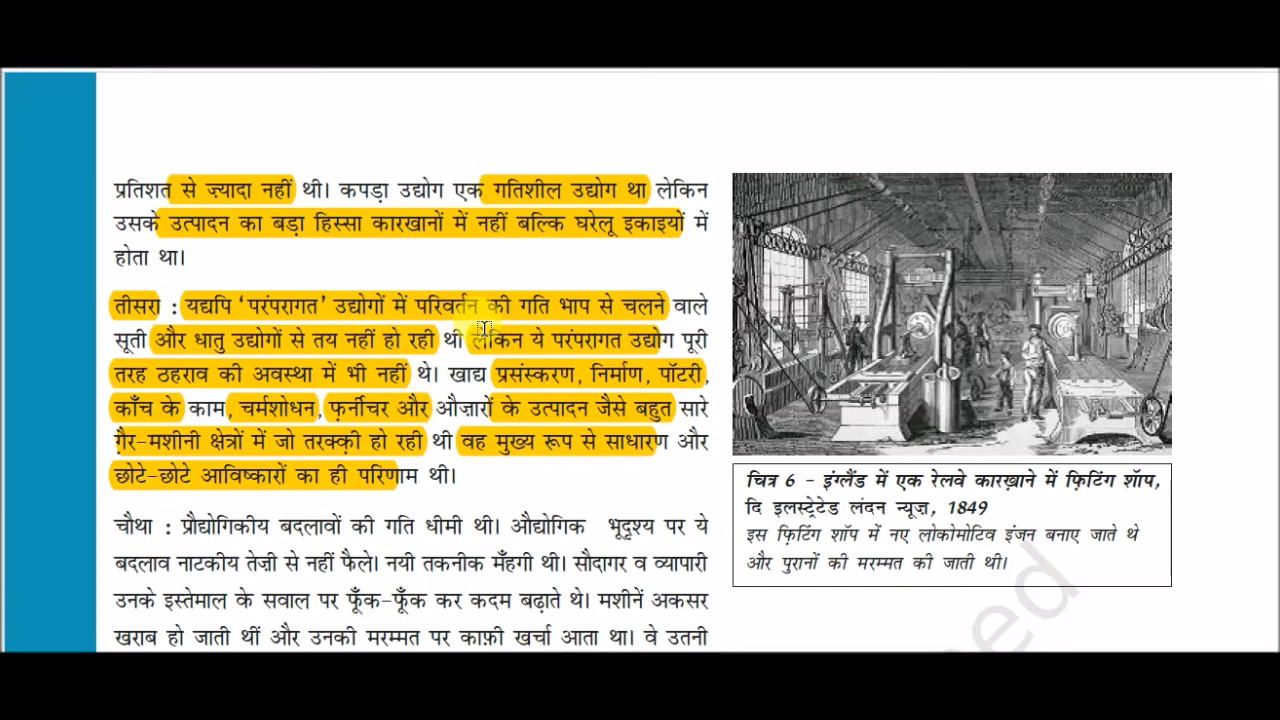 प्रतिशत से ज़्यादा नहीं थी। कपड़ा उद्योग एक गतिशील उद्योग था लेकिन
उसके उत्पादन का बड़ा हिस्सा कारखानों में नहीं बल्कि घरेलू इकाइयों में
होता था।
तीसरा : यद्यपि ‘परंपरागत’ उद्योगों में परिवर्तन की गति भाप से चलने वाले
सूती और धातु उद्योगों से तय नहीं हो रही थी लेकिन ये परंपरागत उद्योग पूरी
तरह ठहराव की अवस्था में भी नहीं थे। खाद्य प्रसंस्करण, निर्माण, पॉटरी,
काँच के काम, चर्मशोधन, फ़र्नीचर और औज़ारों के उत्पादन जैसे बहुत सारे
ग़ैर-मशीनी क्षेत्रों में जो तरक्क़ी हो रही थी वह मुख्य रूप से साधारण और
छोटे-छोटे आविष्कारों का ही परिणाम थी।
चौथा : प्रौद्योगिकीय बदलावों की गति धीमी थी। औद्योगिक भूदृश्य पर ये
बदलाव नाटकीय तेज़ी से नहीं फैले। नयी तकनीक मँहगी थी। सौदागर व व्यापारी
उनके इस्तेमाल के सवाल पर फूँक-फूँक कर कदम बढ़ाते थे। मशीनें अकसर
खराब हो जाती थीं और उनकी मरम्मत पर काफ़ी खर्चा आता था। वे उतनी
चित्र 6 – इंग्लैंड में एक रेलवे कारख़ाने में फ़िटिंग शॉप,
दि इलस्ट्रेटेड लंदन न्यूज़, 1849
इस फ़िटिंग शॉप में नए लोकोमोटिव इंजन बनाए जाते थे
और पुरानों की मरम्मत की जाती थी।